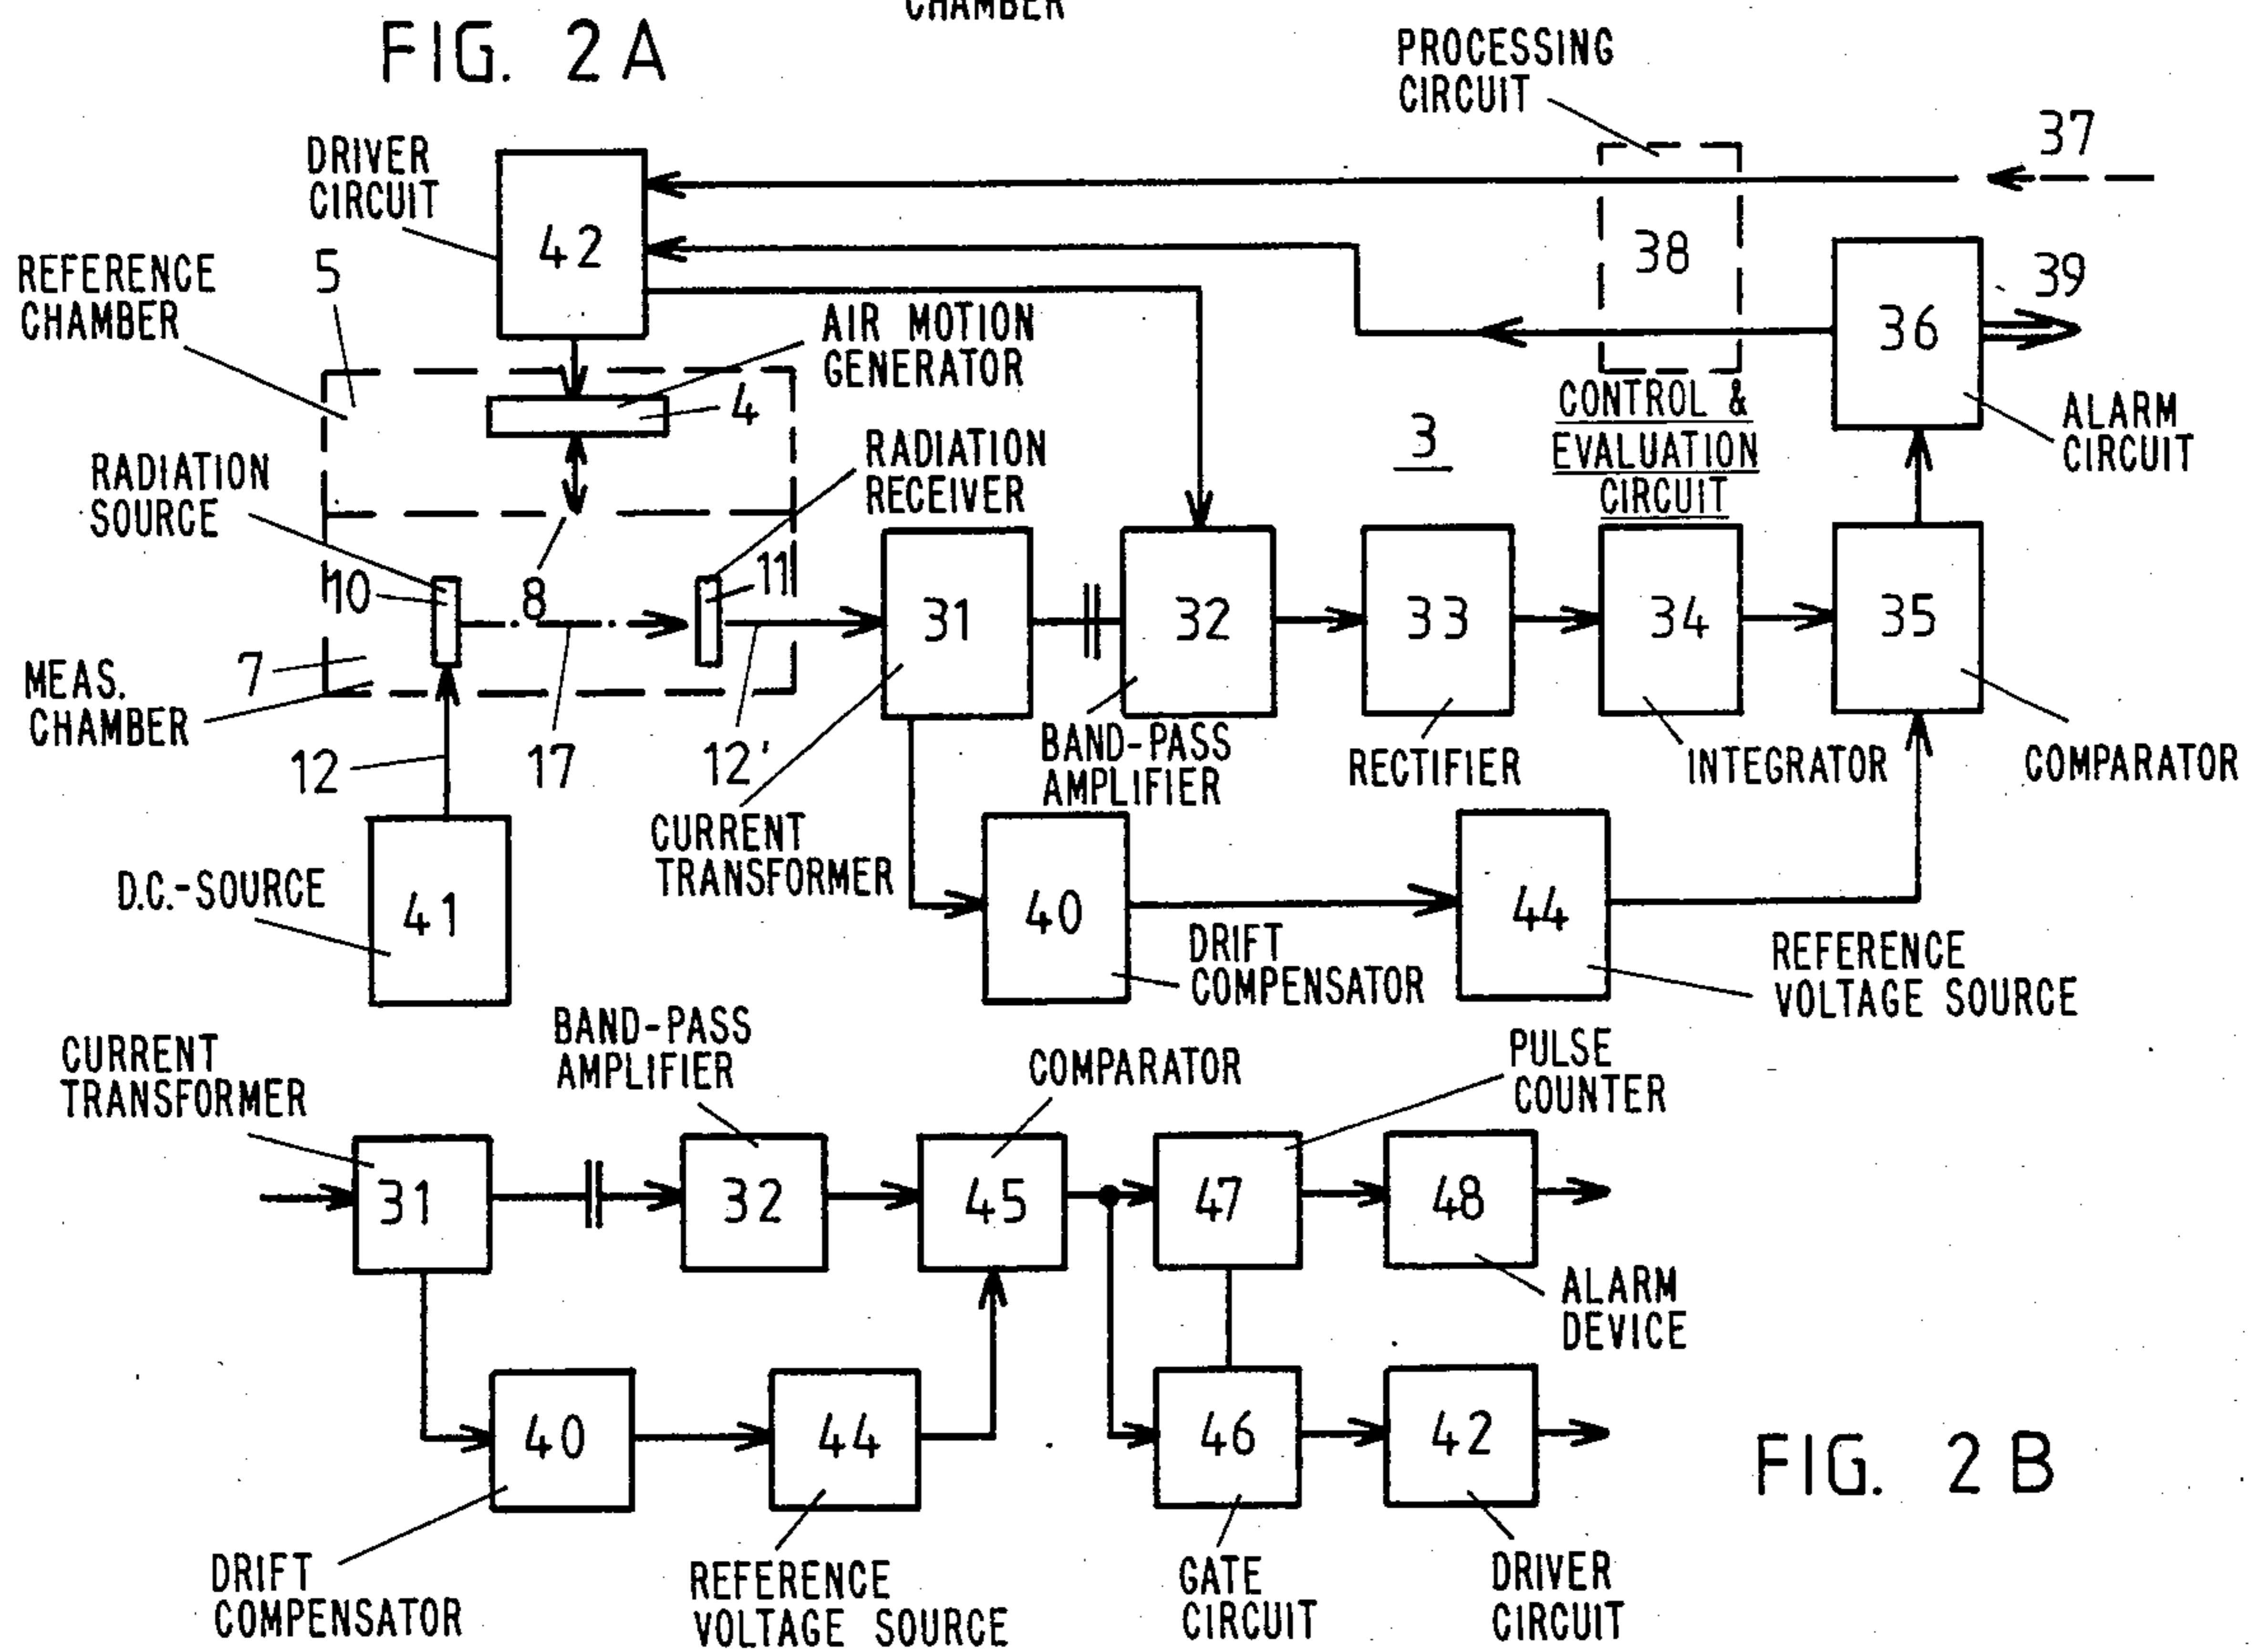 CHAMBER
FIG. 2A
PROCESSING
CIRCUIT
37
DRIVER
CIRCUIT
42
38
REFERENCE
CHAMBER
5
36
39
AIR MOTION
GENERATOR
4
CONTROL &
EVALUATION
CIRCUIT
3
ALARM
CIRCUIT
RADIATION
SOURCE
RADIATION
RECEIVER
10
8
11
31
32
33
34
35
7
MEAS.
CHAMBER
12
17
12'
BAND-PASS
AMPLIFIER
RECTIFIER
INTEGRATOR
COMPARATOR
CURRENT
TRANSFORMER
D.C.-SOURCE
41
40
44
DRIFT
COMPENSATOR
REFERENCE
VOLTAGE SOURCE
CURRENT
TRANSFORMER
BAND-PASS
AMPLIFIER
COMPARATOR
PULSE
COUNTER
31
32
45
47
48
ALARM
DEVICE
40
44
46
42
FIG. 2B
DRIFT
COMPENSATOR
REFERENCE
VOLTAGE SOURCE
GATE
CIRCUIT
DRIVER
CIRCUIT